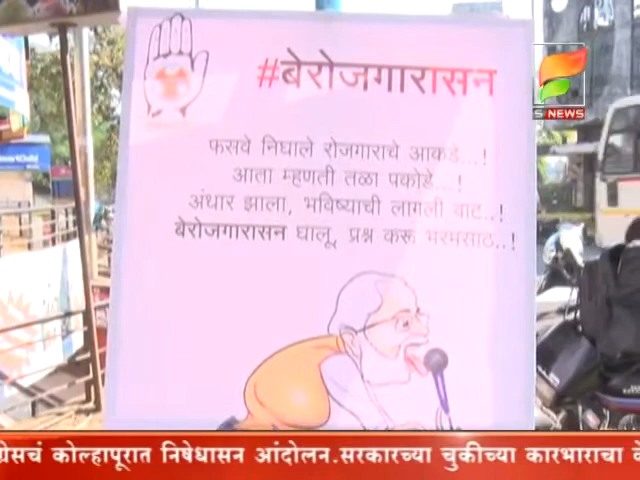 #बेरोजगारासन
फसवे निघाले रोजगाराचे आकडे...!
आता म्हणती तळा पकोडे...!
अंधार झाला, भविष्याची लागली वाट..!
बेरोजगारासन घालू, प्रश्न करू भरमसाठ..!
S NEWS
ग्रेसचं कोल्हापूरात निषेधासन आंदोलन.सरकारच्या चुकीच्या कारभाराचा के